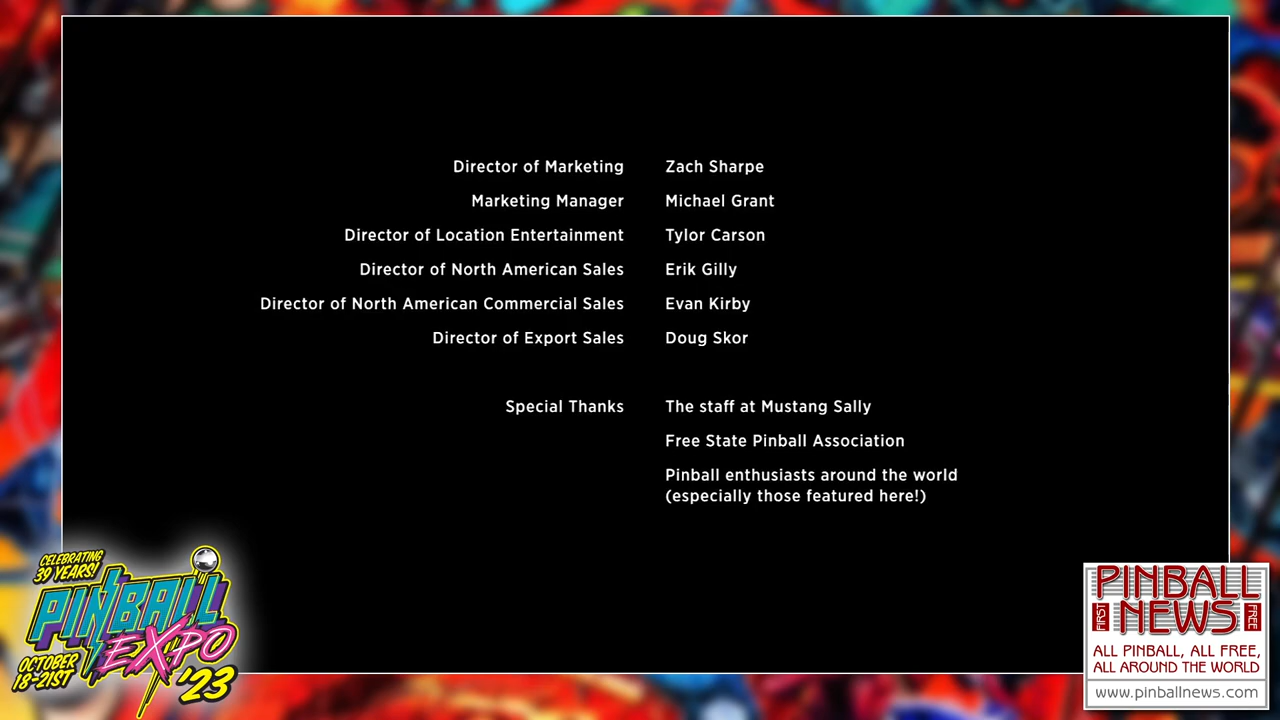 Director of Marketing Zach Sharpe
Marketing Manager Michael Grant
Director of Location Entertainment Tylor Carson
Director of North American Sales Erik Gilly
Director of North American Commercial Sales Evan Kirby
Director of Export Sales Doug Skor
Special Thanks The staff at Mustang Sally
Free State Pinball Association
Pinball enthusiasts around the world
(especially those featured here!)
CELEBRATING
39 YEARS!
PINBALL
EXPO
OCTOBER
18-21ST
'23
PINBALL
FIRST NEWS FREE
ALL PINBALL, ALL FREE,
ALL AROUND THE WORLD
www.pinballnews.com